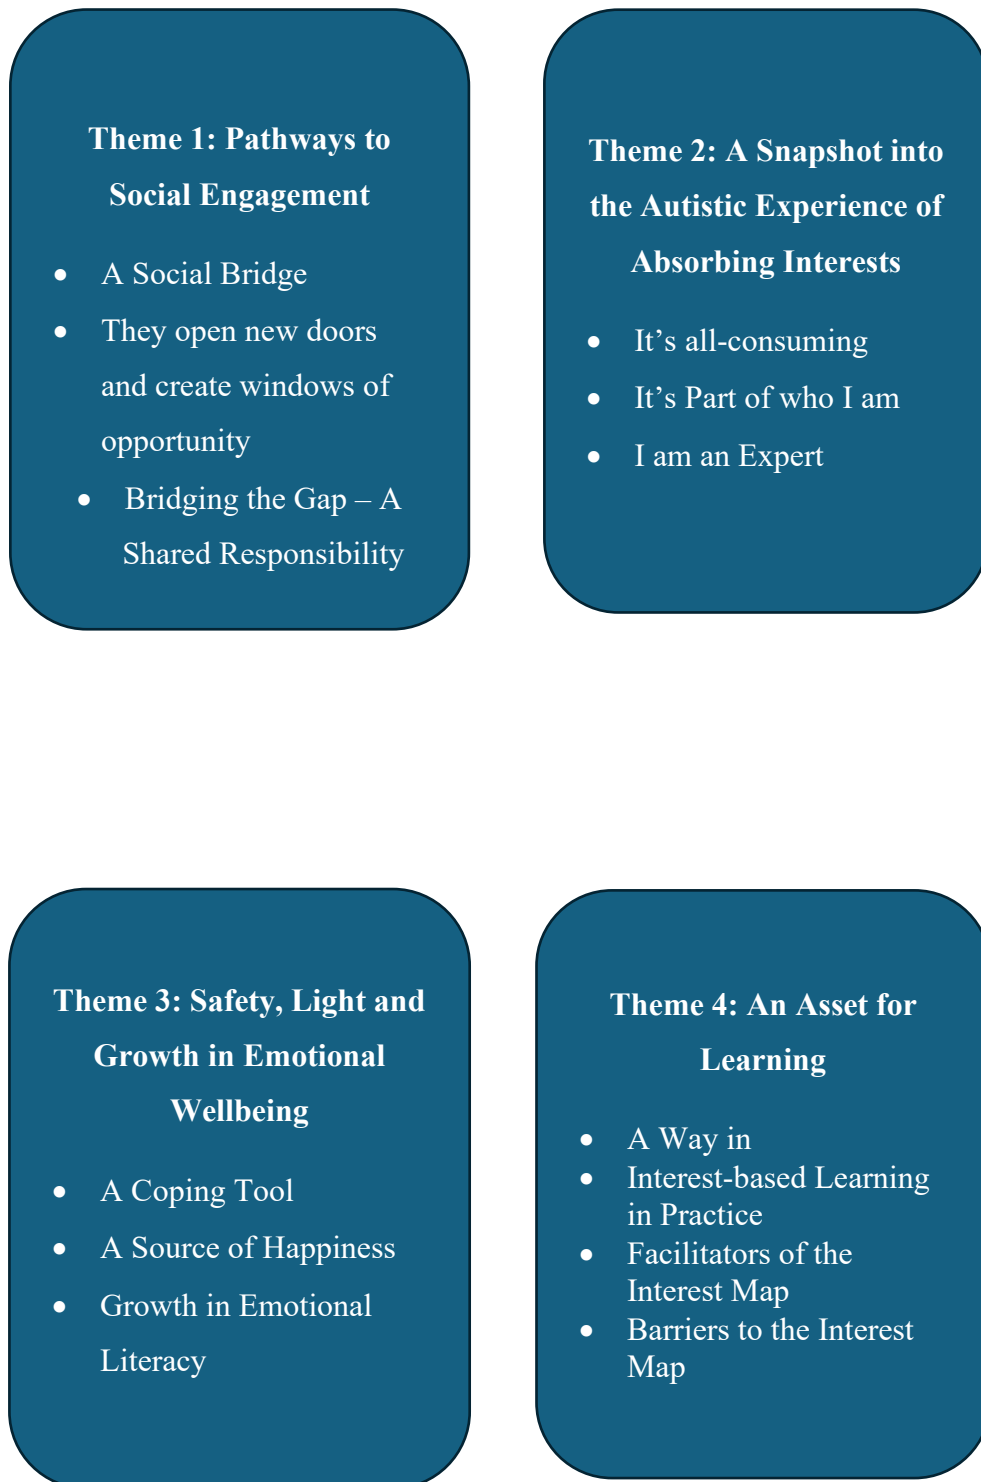 Theme 1: Pathways to
Social Engagement
• A Social Bridge
• They open new doors
and create windows of
opportunity
• Bridging the Gap – A
Shared Responsibility
Theme 2: A Snapshot into
the Autistic Experience of
Absorbing Interests
• It’s all-consuming
• It’s Part of who I am
• I am an Expert
Theme 3: Safety, Light and
Growth in Emotional
Wellbeing
• A Coping Tool
• A Source of Happiness
• Growth in Emotional
Literacy
Theme 4: An Asset for
Learning
• A Way in
• Interest-based Learning
in Practice
• Facilitators of the
Interest Map
• Barriers to the Interest
Map